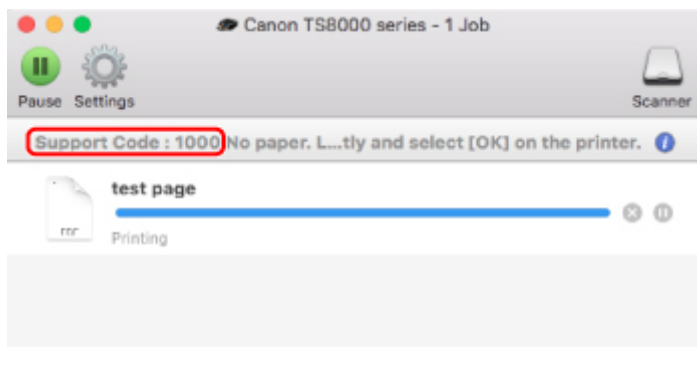 Canon TS8000 series - 1 Job
Pause Settings Scanner
Support Code : 1000 No paper. L...tly and select [OK] on the printer.
test page
Printing